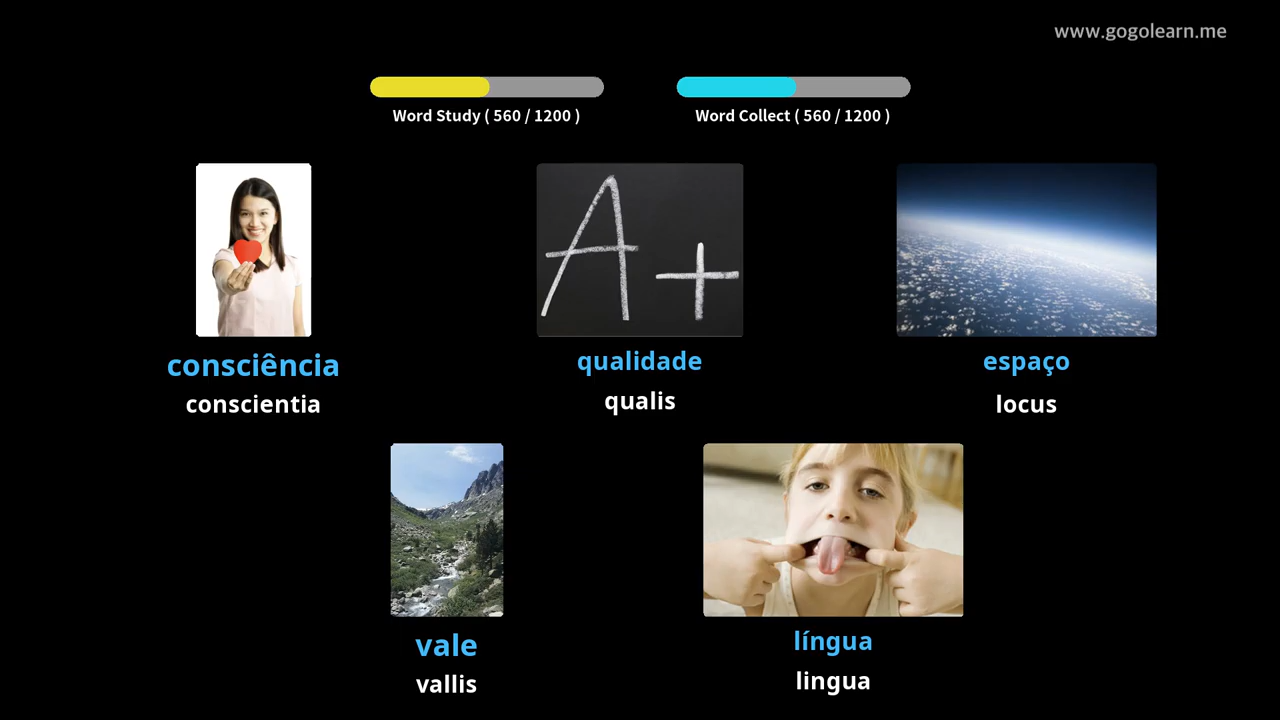 www.gogolearn.me
Word Study ( 560 / 1200 )
Word Collect ( 560 / 1200 )
A+
consciência
conscientia
qualidade
qualis
espaço
locus
vale
vallis
língua
lingua